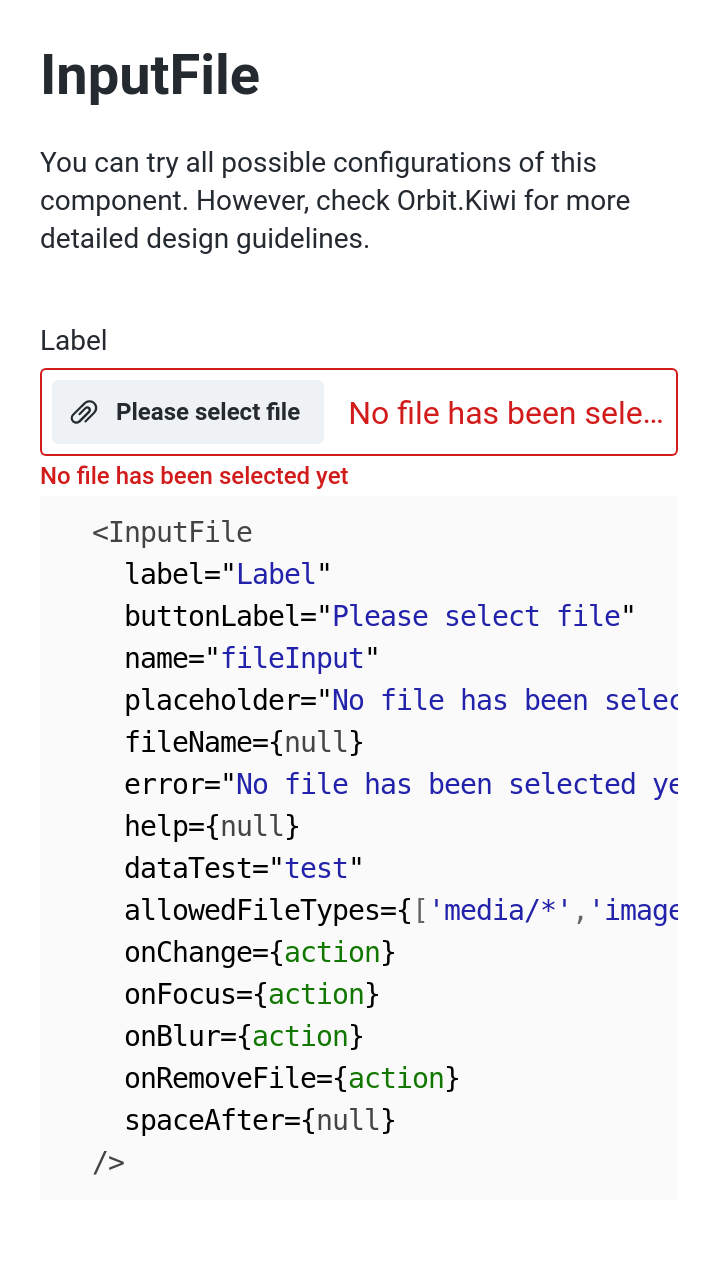 InputFile
You can try all possible configurations of this
component. However, check Orbit.Kiwi for more
detailed design guidelines.
Label
Please select file No file has been sele...
No file has been selected yet
<InputFile
label="Label"
buttonLabel="Please select file"
name="fileInput"
placeholder="No file has been selec
fileName={null}
error="No file has been selected ye
help={null}
dataTest="test"
allowedFileTypes={['media/*','image
onChange={action}
onFocus={action}
onBlur={action}
onRemoveFile={action}
spaceAfter={null}
/>